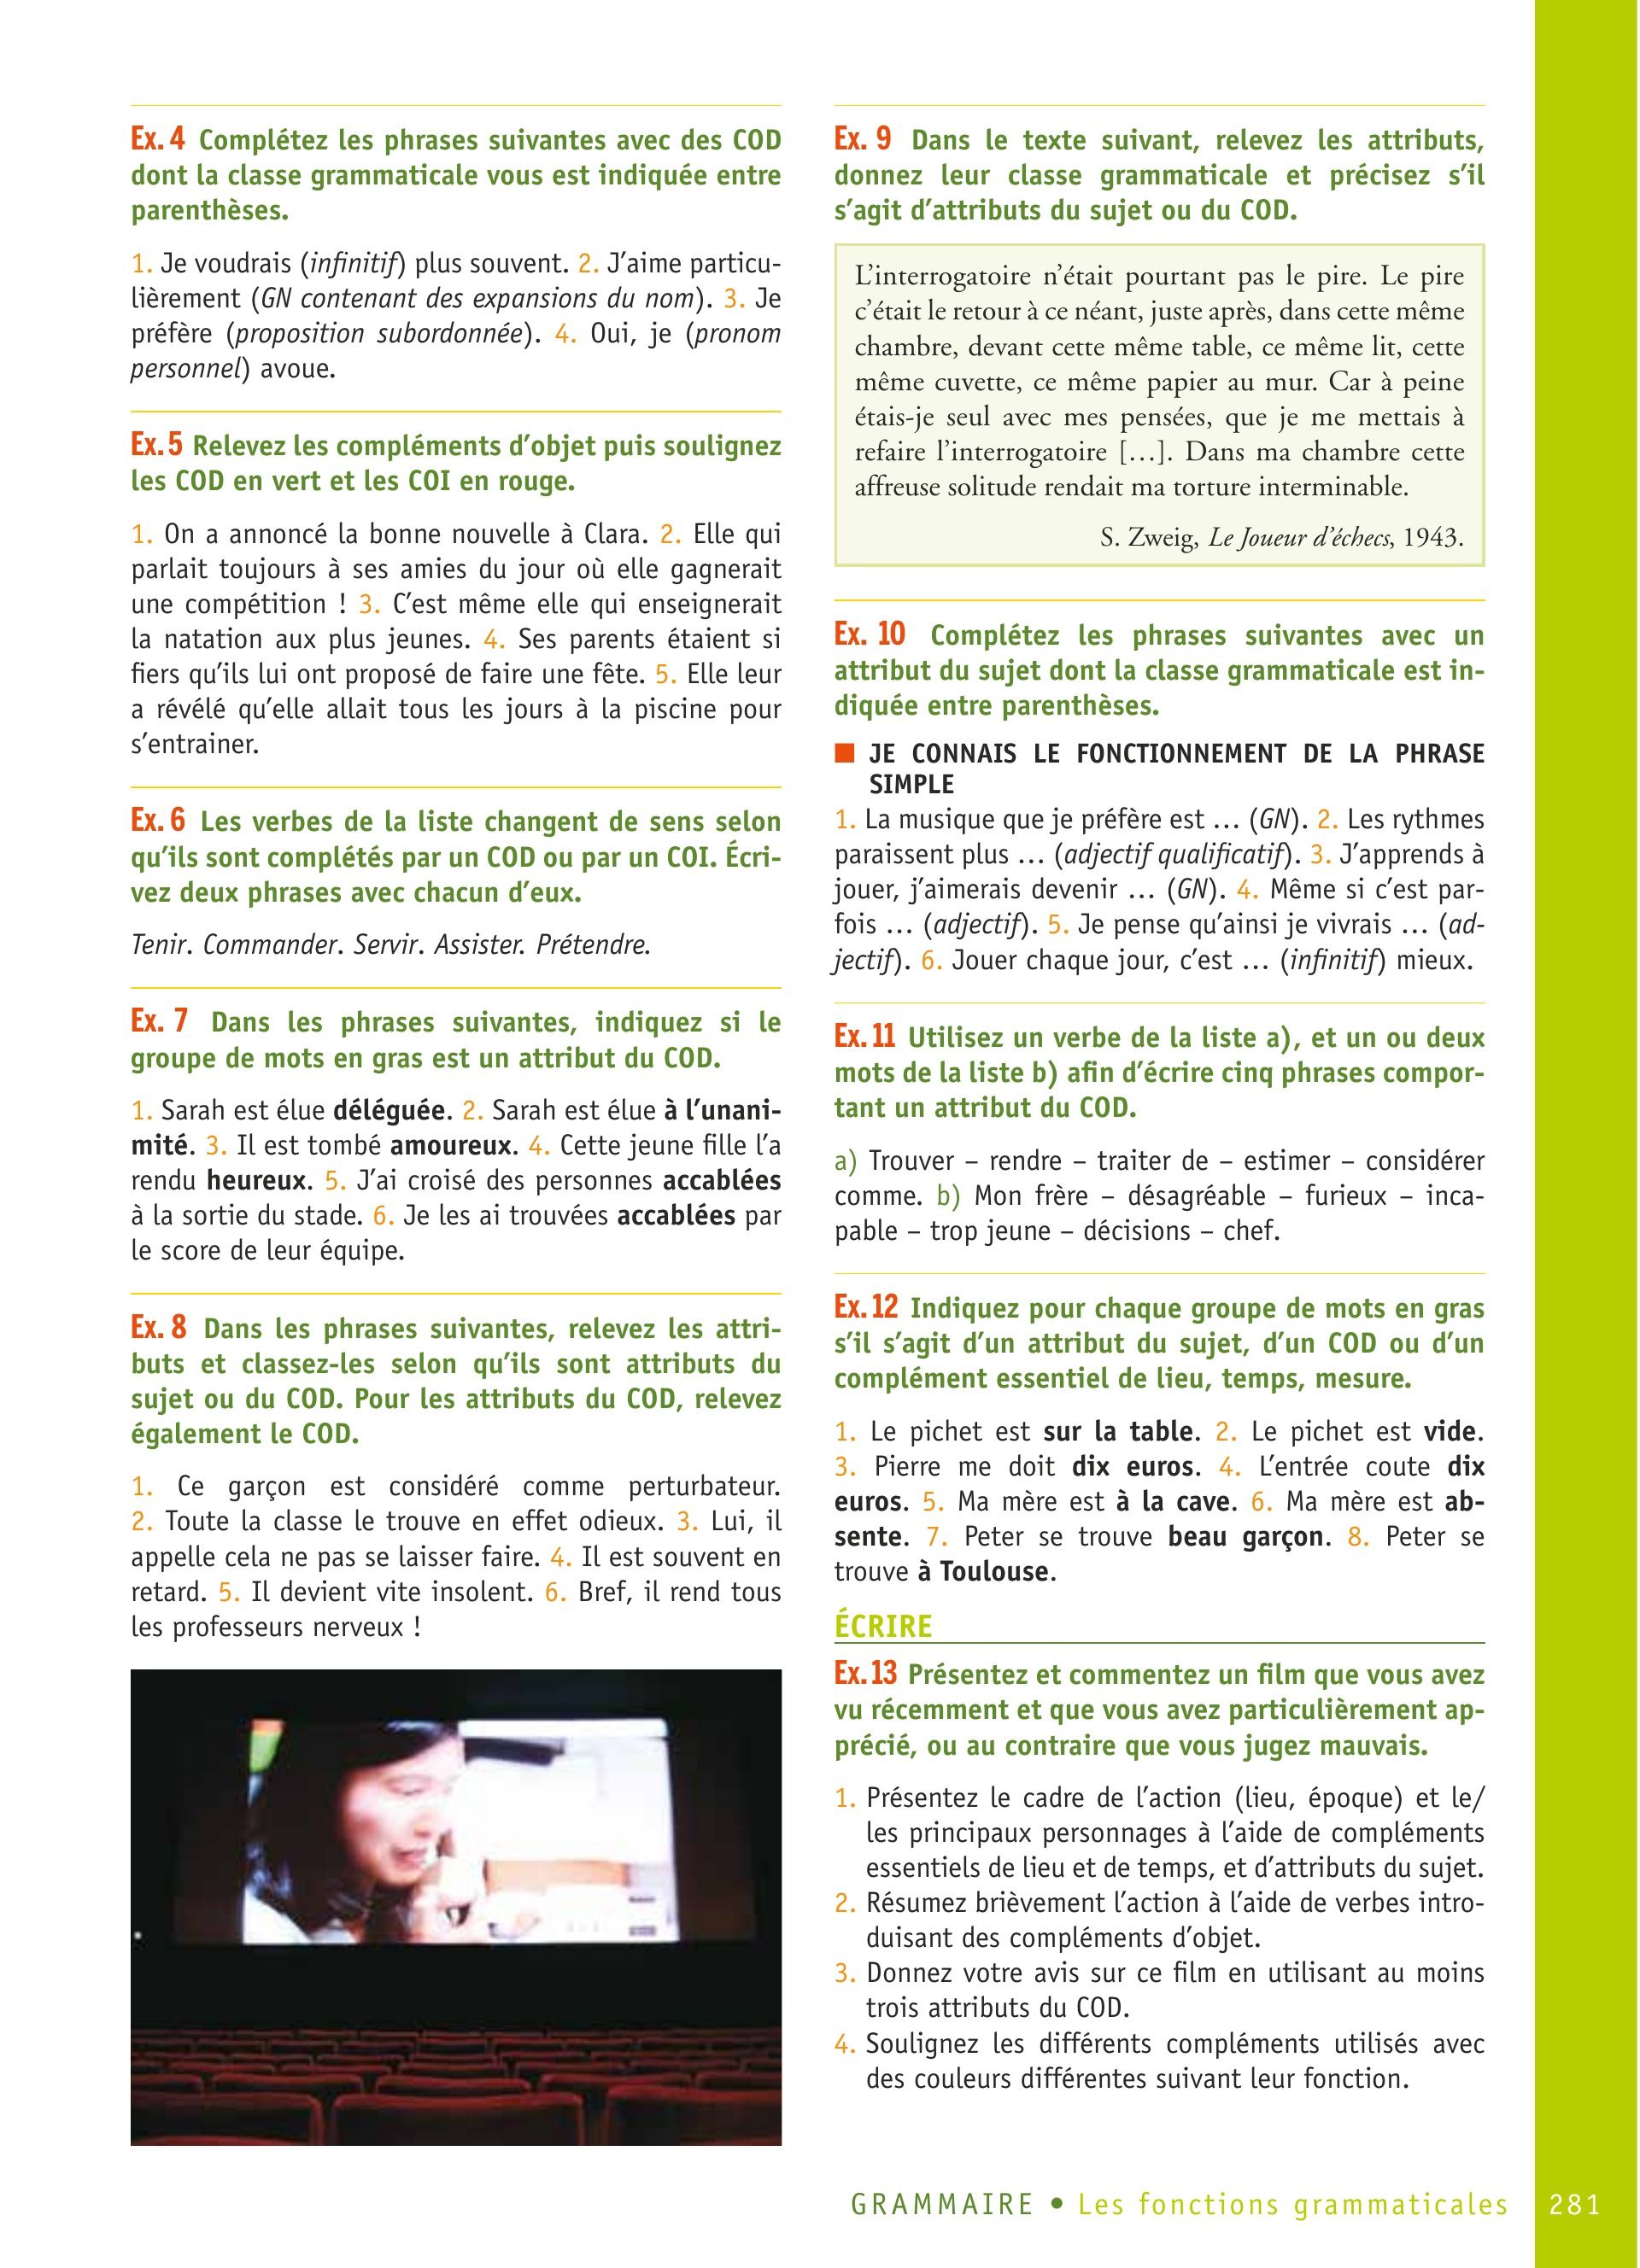 Ex. 4 Complétez les phrases suivantes avec des COD
dont la classe grammaticale vous est indiquée entre
parenthèses.
1. Je voudrais (infinitif) plus souvent. 2. J’aime particu-
lièrement (GN contenant des expansions du nom). 3. Je
préfère (proposition subordonnée). 4. Oui, je (pronom
personnel) avoue.
Ex. 5 Relevez les compléments d’objet puis soulignez
les COD en vert et les COI en rouge.
1. On a annoncé la bonne nouvelle à Clara. 2. Elle qui
parlait toujours à ses amies du jour où elle gagnerait
une compétition ! 3. C’est même elle qui enseignerait
la natation aux plus jeunes. 4. Ses parents étaient si
fiers qu’ils lui ont proposé de faire une fête. 5. Elle leur
a révélé qu’elle allait tous les jours à la piscine pour
s’entrainer.
Ex. 6 Les verbes de la liste changent de sens selon
qu’ils sont complétés par un COD ou par un COI. Écri-
vez deux phrases avec chacun d’eux.
Tenir. Commander. Servir. Assister. Prétendre.
Ex. 7 Dans les phrases suivantes, indiquez si le
groupe de mots en gras est un attribut du COD.
1. Sarah est élue déléguée. 2. Sarah est élue à l’unani-
mité. 3. Il est tombé amoureux. 4. Cette jeune fille l’a
rendu heureux. 5. J’ai croisé des personnes accablées
à la sortie du stade. 6. Je les ai trouvées accablées par
le score de leur équipe.
Ex. 8 Dans les phrases suivantes, relevez les attri-
buts et classez-les selon qu’ils sont attributs du
sujet ou du COD. Pour les attributs du COD, relevez
également le COD.
1. Ce garçon est considéré comme perturbateur.
2. Toute la classe le trouve en effet odieux. 3. Lui, il
appelle cela ne pas se laisser faire. 4. Il est souvent en
retard. 5. Il devient vite insolent. 6. Bref, il rend tous
les professeurs nerveux !
Ex. 9 Dans le texte suivant, relevez les attributs,
donnez leur classe grammaticale et précisez s’il
s’agit d’attributs du sujet ou du COD.
L’interrogatoire n’était pourtant pas le pire. Le pire
c’était le retour à ce néant, juste après, dans cette même
chambre, devant cette même table, ce même lit, cette
même cuvette, ce même papier au mur. Car à peine
étais-je seul avec mes pensées, que je me mettais à
refaire l’interrogatoire […]. Dans ma chambre cette
affreuse solitude rendait ma torture interminable.
S. Zweig, Le Joueur d’échecs, 1943.
Ex. 10 Complétez les phrases suivantes avec un
attribut du sujet dont la classe grammaticale est in-
diquée entre parenthèses.
■ JE CONNAIS LE FONCTIONNEMENT DE LA PHRASE
SIMPLE
1. La musique que je préfère est … (GN). 2. Les rythmes
paraissent plus … (adjectif qualificatif). 3. J’apprends à
jouer, j’aimerais devenir … (GN). 4. Même si c’est par-
fois … (adjectif). 5. Je pense qu’ainsi je vivrais … (ad-
jectif). 6. Jouer chaque jour, c’est … (infinitif) mieux.
Ex. 11 Utilisez un verbe de la liste a), et un ou deux
mots de la liste b) afin d’écrire cinq phrases compor-
tant un attribut du COD.
a) Trouver – rendre – traiter de – estimer – considérer
comme. b) Mon frère – désagréable – furieux – inca-
pable – trop jeune – décisions – chef.
Ex. 12 Indiquez pour chaque groupe de mots en gras
s’il s’agit d’un attribut du sujet, d’un COD ou d’un
complément essentiel de lieu, temps, mesure.
1. Le pichet est sur la table. 2. Le pichet est vide.
3. Pierre me doit dix euros. 4. L’entrée coute dix
euros. 5. Ma mère est à la cave. 6. Ma mère est ab-
sente. 7. Peter se trouve beau garçon. 8. Peter se
trouve à Toulouse.
ÉCRIRE
Ex. 13 Présentez et commentez un film que vous avez
vu récemment et que vous avez particulièrement ap-
précié, ou au contraire que vous jugez mauvais.
1. Présentez le cadre de l’action (lieu, époque) et le/
les principaux personnages à l’aide de compléments
essentiels de lieu et de temps, et d’attributs du sujet.
2. Résumez brièvement l’action à l’aide de verbes intro-
duisant des compléments d’objet.
3. Donnez votre avis sur ce film en utilisant au moins
trois attributs du COD.
4. Soulignez les différents compléments utilisés avec
des couleurs différentes suivant leur fonction.
GRAMMAIRE • Les fonctions grammaticales 281